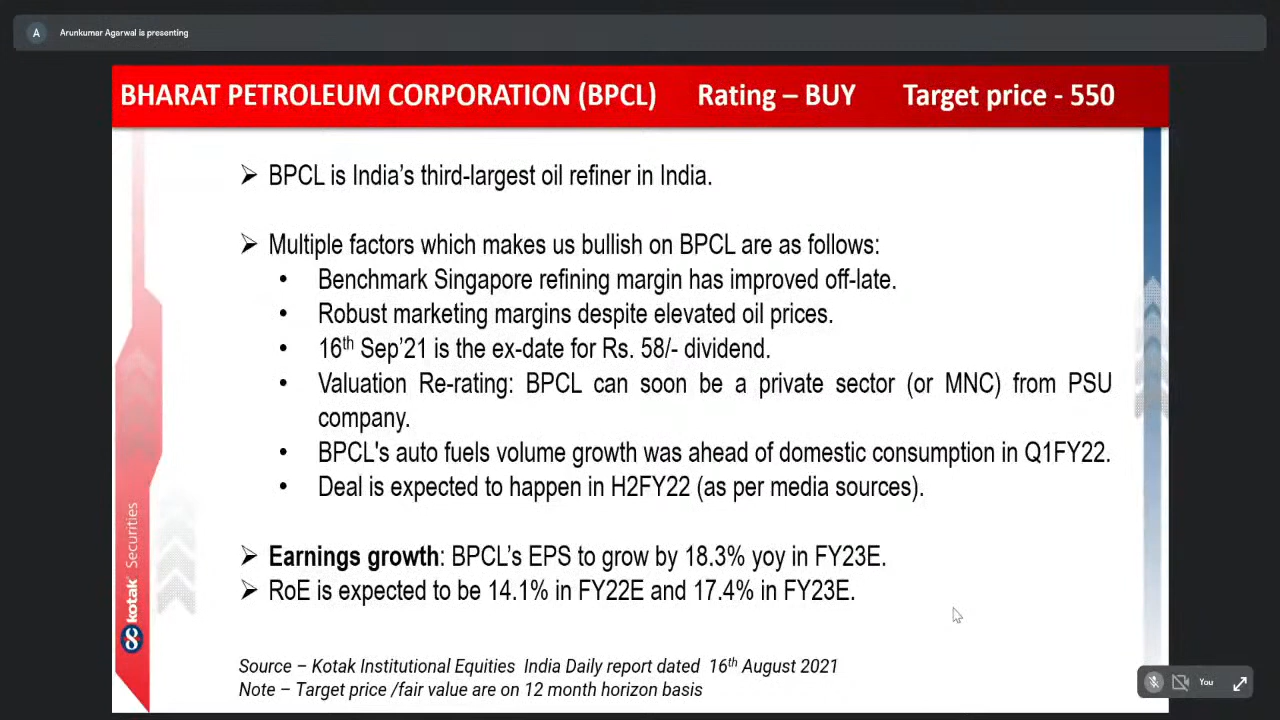 A Arunkumar Agarwal is presenting
BHARAT PETROLEUM CORPORATION (BPCL) Rating – BUY Target price - 550
➢ BPCL is India’s third-largest oil refiner in India.
➢ Multiple factors which makes us bullish on BPCL are as follows:
• Benchmark Singapore refining margin has improved off-late.
• Robust marketing margins despite elevated oil prices.
• 16th Sep’21 is the ex-date for Rs. 58/- dividend.
• Valuation Re-rating: BPCL can soon be a private sector (or MNC) from PSU
company.
• BPCL's auto fuels volume growth was ahead of domestic consumption in Q1FY22.
• Deal is expected to happen in H2FY22 (as per media sources).
➢ Earnings growth: BPCL’s EPS to grow by 18.3% yoy in FY23E.
➢ RoE is expected to be 14.1% in FY22E and 17.4% in FY23E.
kotak Securities
Source – Kotak Institutional Equities India Daily report dated 16th August 2021
Note – Target price /fair value are on 12 month horizon basis
You